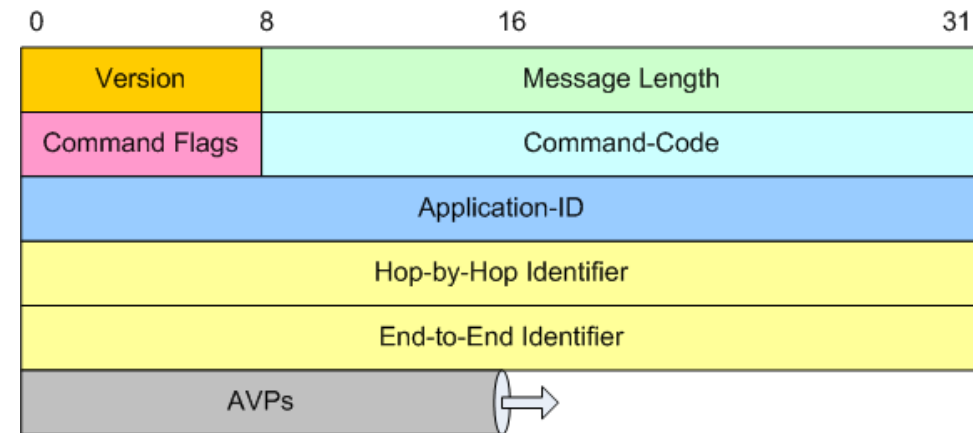 0 8 16 31
Version Message Length
Command Flags Command-Code
Application-ID
Hop-by-Hop Identifier
End-to-End Identifier
AVPs